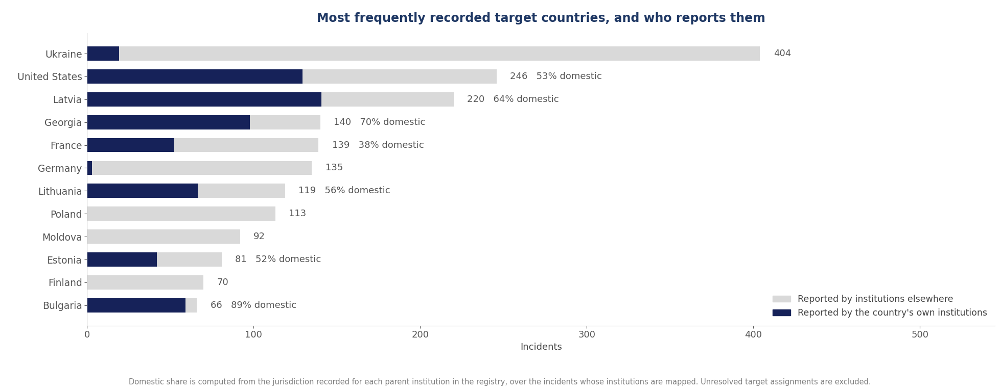 Most frequently recorded target countries, and who reports them
Ukraine 404
United States 246 53% domestic
Latvia 220 64% domestic
Georgia 140 70% domestic
France 139 38% domestic
Germany 135
Lithuania 119 56% domestic
Poland 113
Moldova 92
Estonia 81 52% domestic
Finland 70
Bulgaria 66 89% domestic
Reported by institutions elsewhere
Reported by the country's own institutions
0 100 200 300 400 500
Incidents
Domestic share is computed from the jurisdiction recorded for each parent institution in the registry, over the incidents whose institutions are mapped. Unresolved target assignments are excluded.